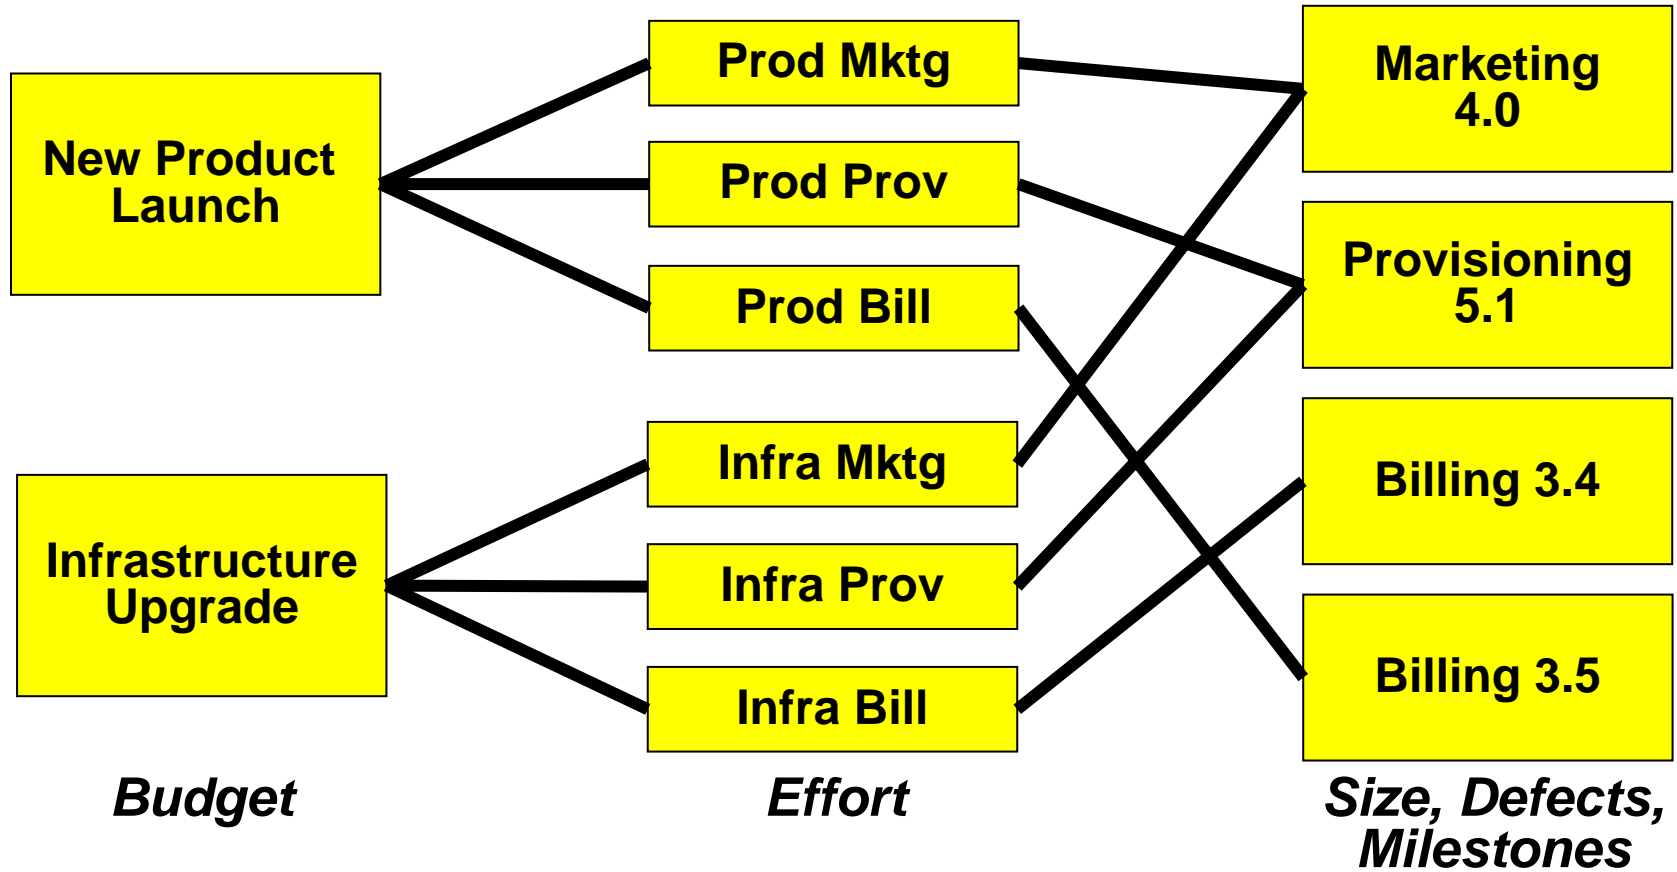 New Product
Launch
Infrastructure
Upgrade
Budget
Prod Mktg
Prod Prov
Prod Bill
Infra Mktg
Infra Prov
Infra Bill
Effort
Marketing
4.0
Provisioning
5.1
Billing 3.4
Billing 3.5
Size, Defects,
Milestones